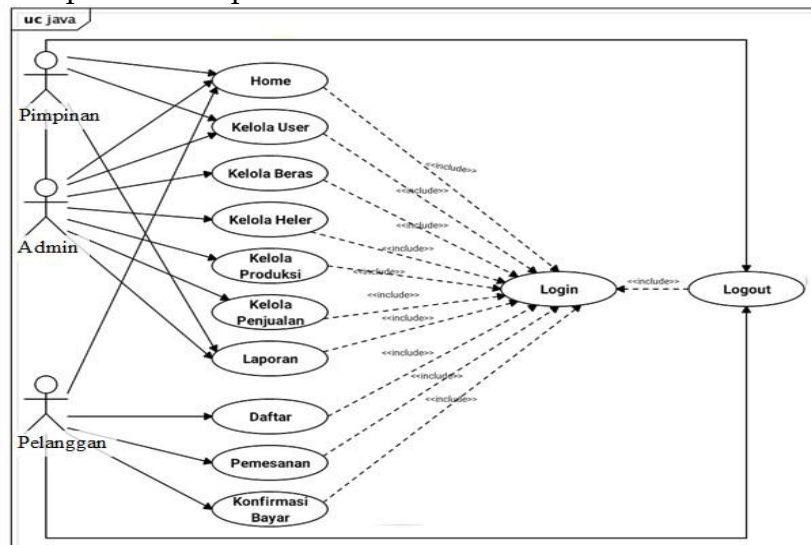 uc java
Pimpinan
Admin
Pelanggan
Home
Kelola User
Kelola Beras
Kelola Heler
Kelola
Produksi
Kelola
Penjualan
Laporan
Daftar
Pemesanan
Konfirmasi
Bayar
<<include>>
<<include>>
<<include>>
<<include>>
<<include>>
<<include>>
<<include>>
<<include>>
<<include>>
<<include>>
Login
<<include>>
Logout